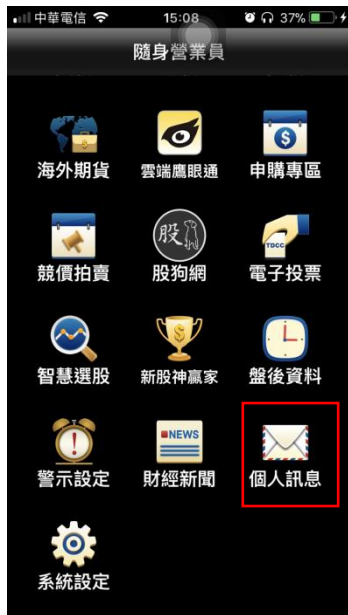 中華電信 15:08 37%
隨身營業員
海外期貨 雲端鷹眼通 申購專區
$
競價拍賣 股狗網 電子投票
股
TDCC
智慧選股 新股神贏家 盤後資料
$
L
警示設定 財經新聞 個人訊息
NEWS
系統設定